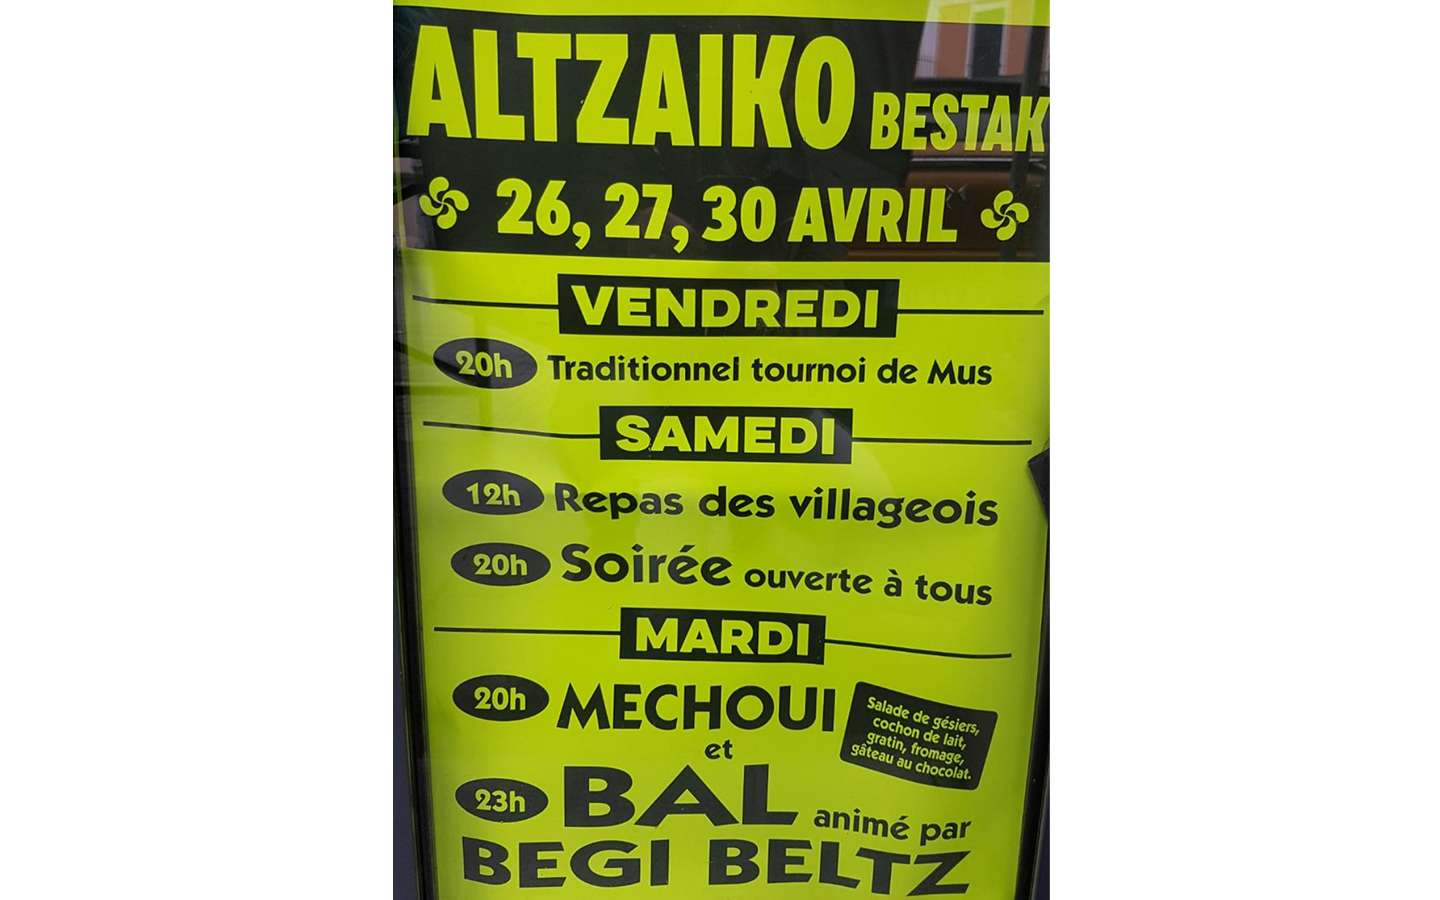 ALTZAIKO BESTAK
26, 27, 30 AVRIL
VENDREDI
20h Traditionnel tournoi de Mus
SAMEDI
12h Repas des villageois
20h Soirée ouverte à tous
MARDI
20h MECHOUI
Salade de gésiers,
cochon de lait,
gratin, fromage,
gâteau au chocolat.
et
23h BAL animé par
BEGI BELTZ